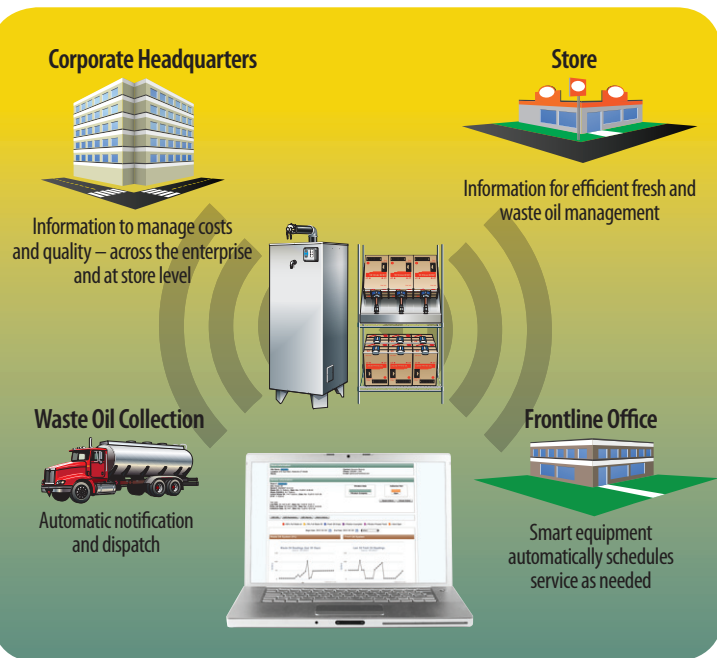 Corporate Headquarters
Information to manage costs
and quality – across the enterprise
and at store level
Store
Information for efficient fresh and
waste oil management
Waste Oil Collection
Automatic notification
and dispatch
Frontline Office
Smart equipment
automatically schedules
service as needed